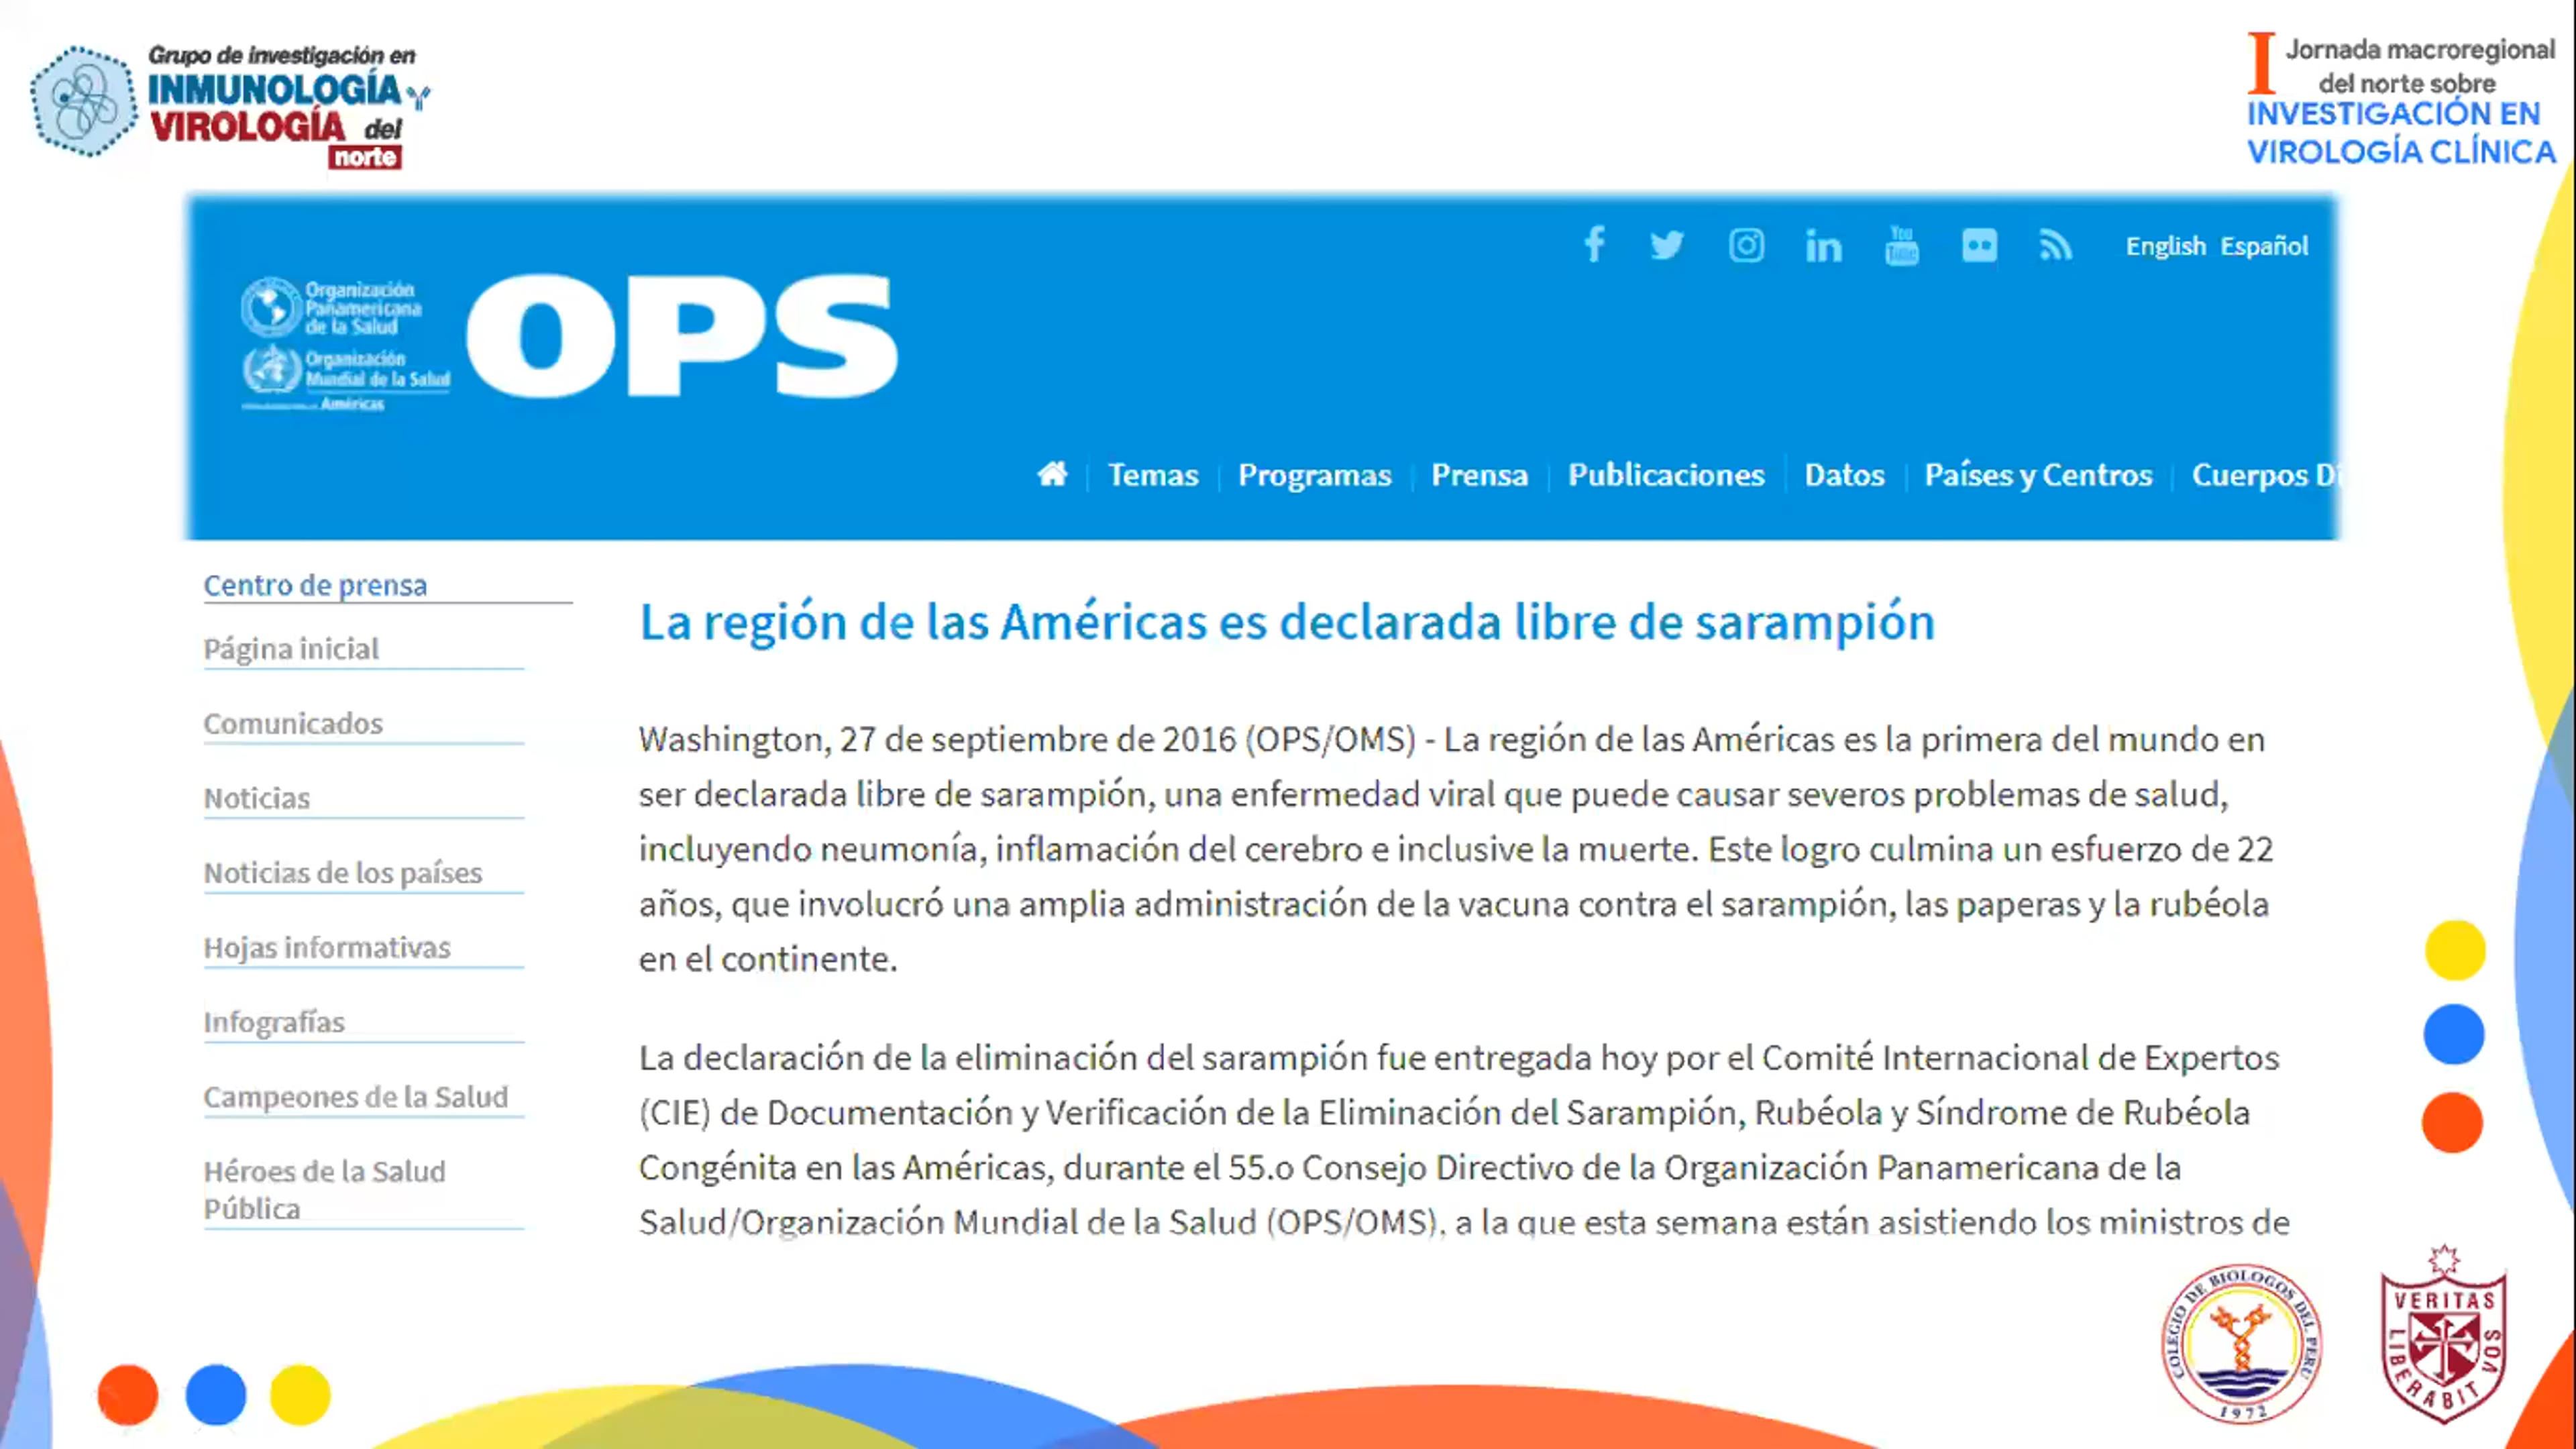 Grupo de investigación en
INMUNOLOGÍA
VIROLOGÍA del
norte
I Jornada macroregional
del norte sobre
INVESTIGACIÓN EN
VIROLOGÍA CLÍNICA
You
Tube
English Español
Organización
Panamericana
de la Salud
Organización
Mundial de la Salud
Américas
OPS
Temas Programas Prensa Publicaciones Datos Países y Centros Cuerpos Di
Centro de prensa
Página inicial
Comunicados
Noticias
Noticias de los países
Hojas informativas
Infografías
Campeones de la Salud
Héroes de la Salud
Pública
La región de las Américas es declarada libre de sarampión
Washington, 27 de septiembre de 2016 (OPS/OMS) - La región de las Américas es la primera del mundo en
ser declarada libre de sarampión, una enfermedad viral que puede causar severos problemas de salud,
incluyendo neumonía, inflamación del cerebro e inclusive la muerte. Este logro culmina un esfuerzo de 22
años, que involucró una amplia administración de la vacuna contra el sarampión, las paperas y la rubéola
en el continente.
La declaración de la eliminación del sarampión fue entregada hoy por el Comité Internacional de Expertos
(CIE) de Documentación y Verificación de la Eliminación del Sarampión, Rubéola y Síndrome de Rubéola
Congénita en las Américas, durante el 55.o Consejo Directivo de la Organización Panamericana de la
Salud/Organización Mundial de la Salud (OPS/OMS), a la que esta semana están asistiendo los ministros de
COLEGIO DE BIOLOGOS DEL PERU
1972
VERITAS
LIBERABIT VOS